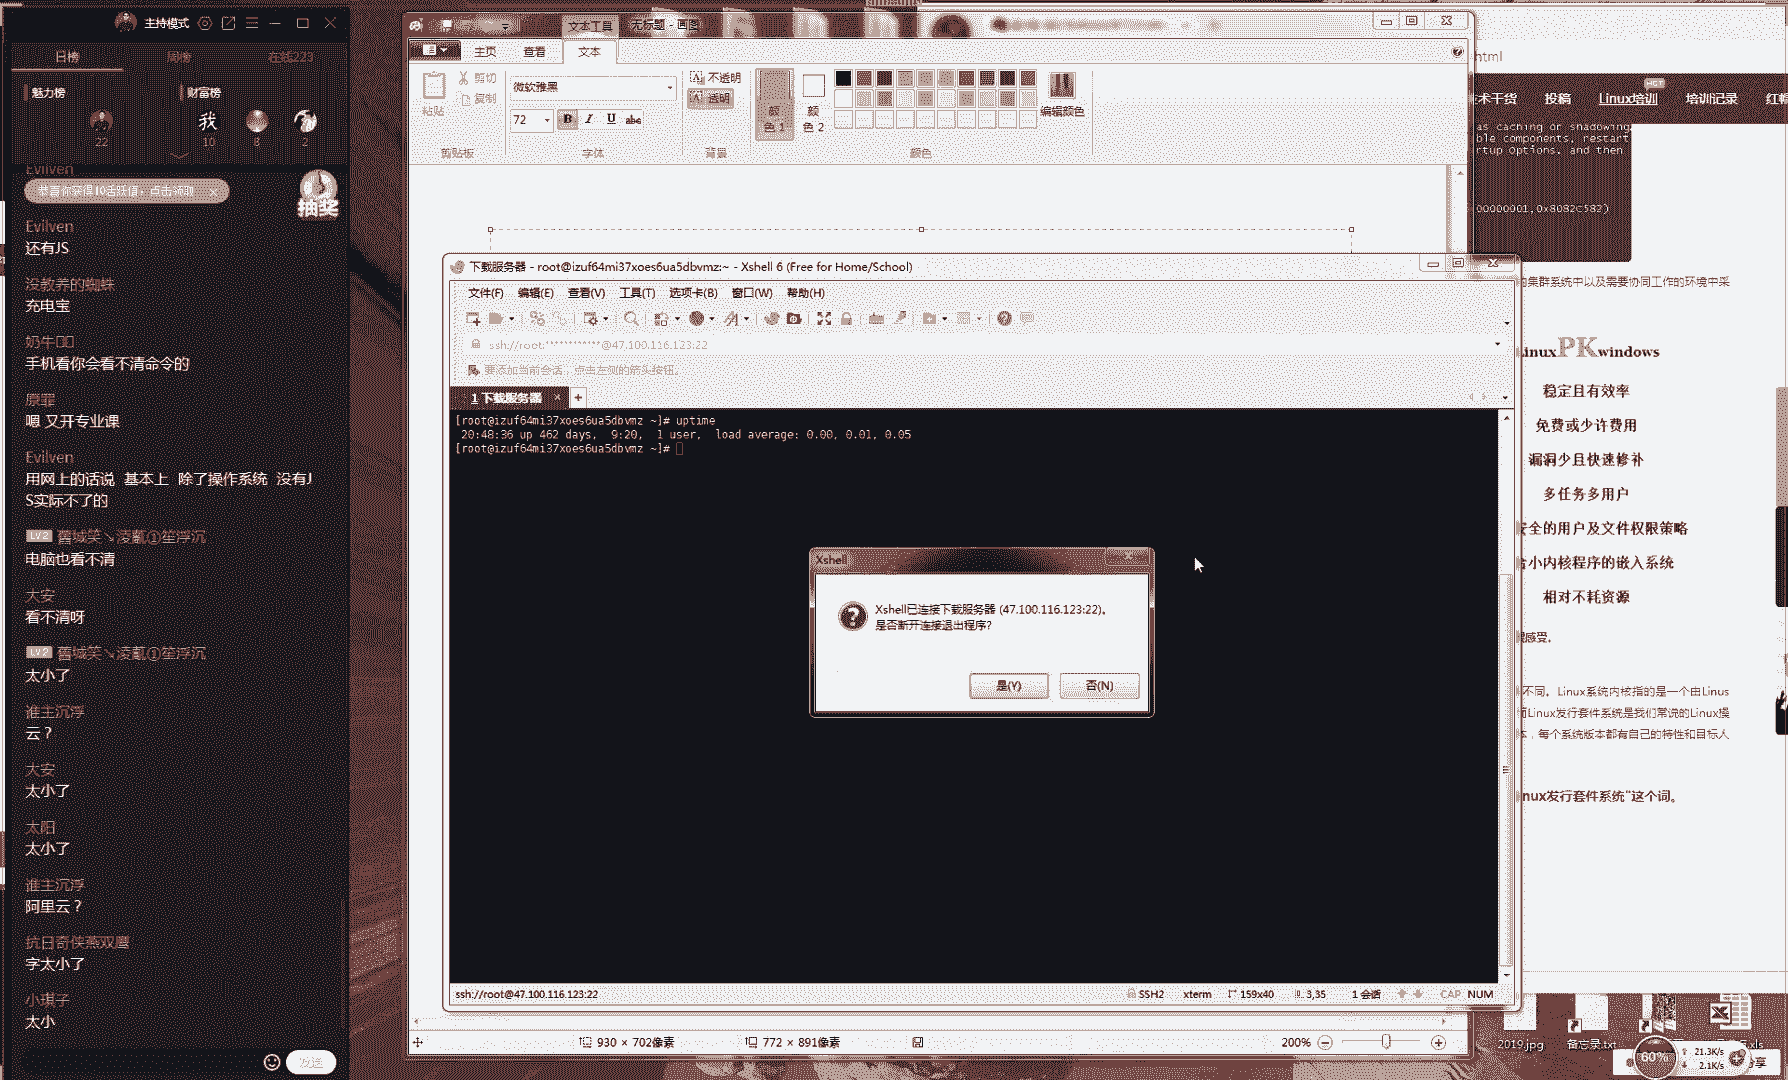 主持模式
日榜
周榜
在线223
魅力榜
财富榜
22
10
8
2
Evilven
恭喜你获得10活跃值，点击领取 ×
抽奖
Evilven
还有JS
没教养的蜘蛛
充电宝
奶牛
手机看你会看不清命令的
原罪
嗯 又开专业课
Evilven
用网上的话说 基本上 除了操作系统 没有J
S实际不了的
LV2
电脑也看不清
大安
看不清呀
LV2
太小了
谁主沉浮
云？
大安
太小了
太阳
太小了
谁主沉浮
阿里云？
抗日奇侠燕双鹰
字太小了
小琪子
太小
发送
文本工具
无标题 - 画图
主页
查看
文本
粘贴
剪切
复制
剪贴板
微软雅黑
72
B I U abc
字体
不透明
透明
背景
颜
色 1
颜
色 2
编辑颜色
颜色
下载服务器 - root@izuf64mi37xoes6ua5dbvmz:~ - Xshell 6 (Free for Home/School)
文件(F) 编辑(E) 查看(V) 工具(T) 选项卡(B) 窗口(W) 帮助(H)
ssh://root:************@47.100.116.123:22
要添加当前会话，点击左侧的箭头按钮。
1 下载服务器 × +
[root@izuf64mi37xoes6ua5dbvmz ~]# uptime
20:48:36 up 462 days, 9:20, 1 user, load average: 0.00, 0.01, 0.05
[root@izuf64mi37xoes6ua5dbvmz ~]#
Xshell
Xshell已连接下载服务器 (47.100.116.123:22)。
是否断开连接退出程序？
是(Y)
否(N)
ssh://root@47.100.116.123:22
SSH2
xterm
159x40
3,35
1 会话
CAP NUM
930 × 702像素
772 × 891像素
200%
html
术干货
投稿
Linux培训
HOT
培训记录
红帽
as caching or shadowing.
ble components, restart
rtup Options, and then
00000001,0x8082C582)
的集群系统中以及需要协同工作的环境中采
LinuxPKwindows
稳定且有效率
免费或少许费用
漏洞少且快速修补
多任务多用户
安全的用户及文件权限策略
合小内核程序的嵌入系统
相对不耗资源
感受。
不同。Linux系统内核指的是一个由Linus
而Linux发行套件系统是我们常说的Linux操
，每个系统版本都有自己的特性和目标人
nux发行套件系统"这个词。
2019.jpg
备忘录.txt
.xls
60%
21.3K/s
2.1K/s
享